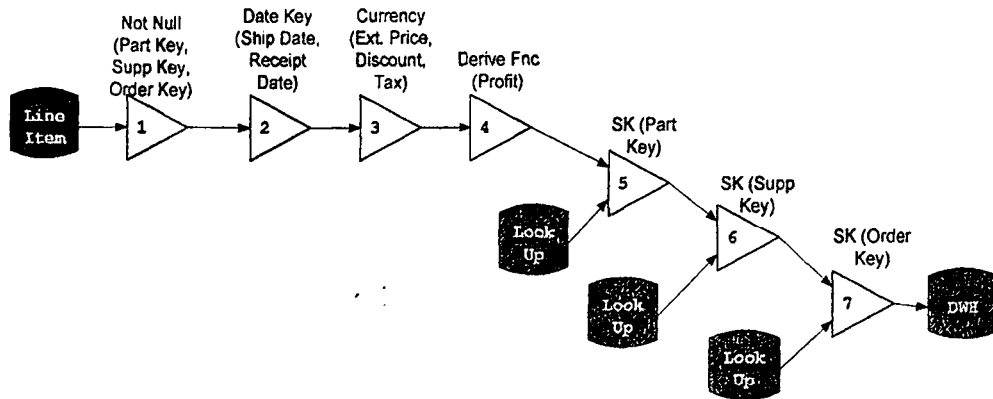 Not Null
(Part Key,
Supp Key,
Order Key)
Date Key
(Ship Date,
Receipt
Date)
Currency
(Ext. Price,
Discount,
Tax)
Derive Fnc
(Profit)
Line
Item
1
2
3
4
SK (Part
Key)
5
Look
Up
SK (Supp
Key)
6
Look
Up
SK (Order
Key)
7
Look
Up
DWH